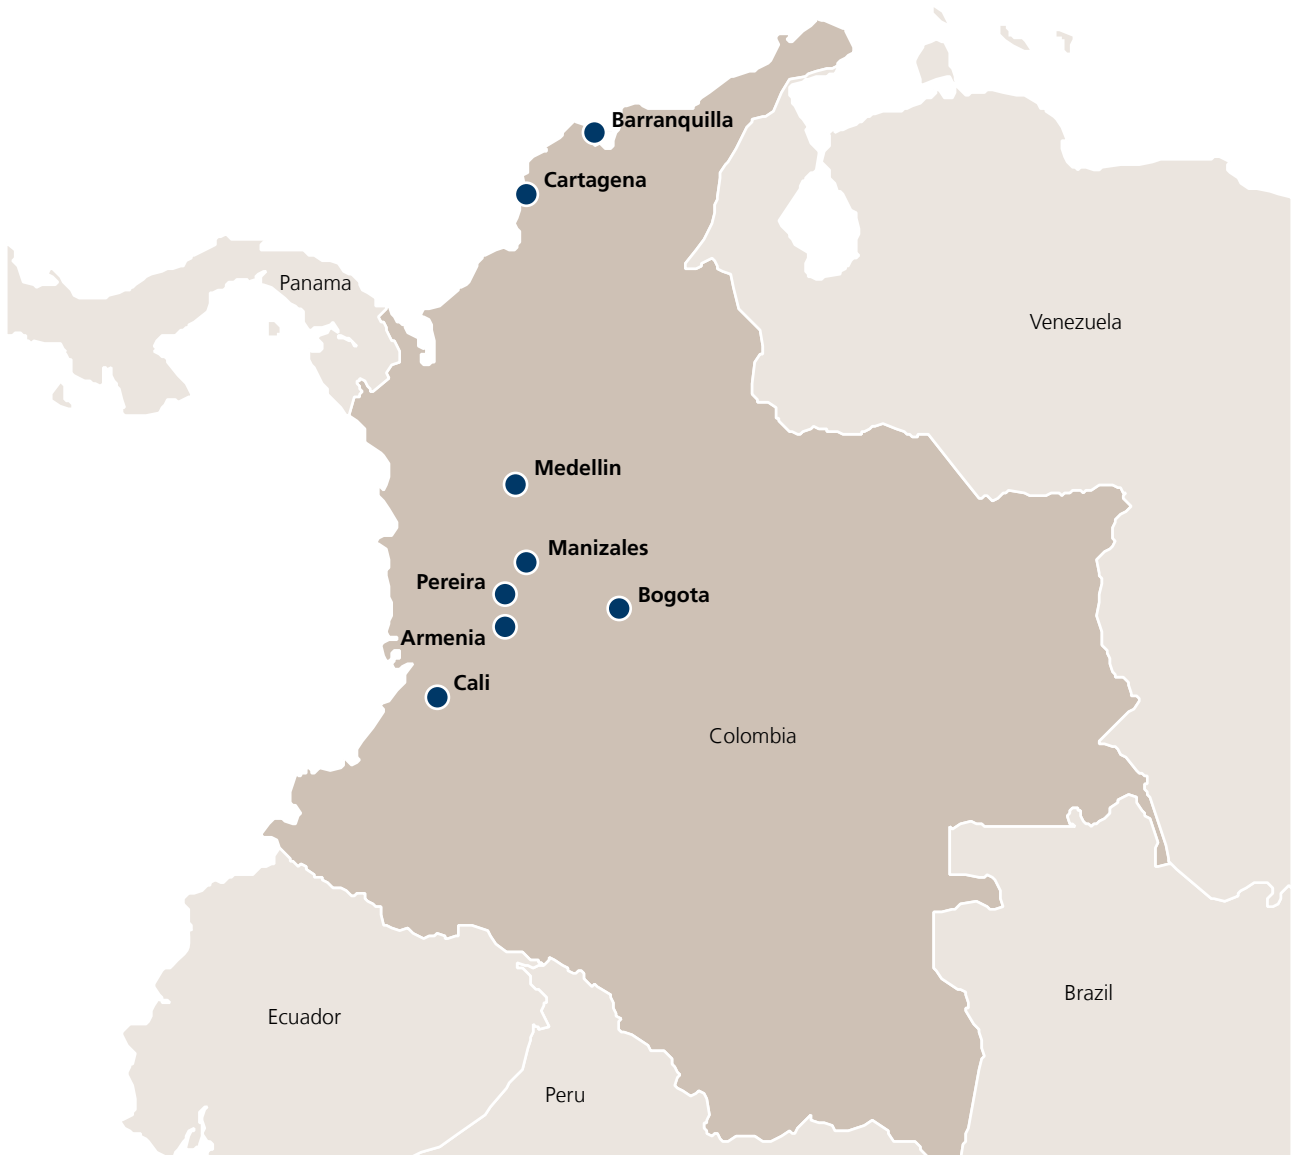 Barranquilla
Cartagena
Panama
Venezuela
Medellin
Manizales
Pereira
Bogota
Armenia
Cali
Colombia
Brazil
Ecuador
Peru